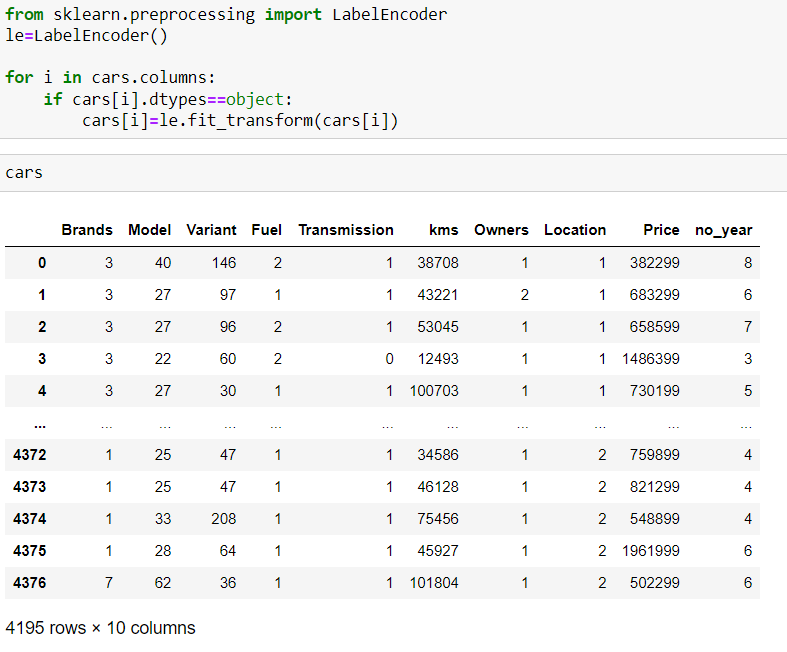 from sklearn.preprocessing import LabelEncoder
le=LabelEncoder()
for i in cars.columns:
    if cars[i].dtypes==object:
        cars[i]=le.fit_transform(cars[i])
cars
Brands Model Variant Fuel Transmission kms Owners Location Price no_year
0 3 40 146 2 1 38708 1 1 382299 8
1 3 27 97 1 1 43221 2 1 683299 6
2 3 27 96 2 1 53045 1 1 658599 7
3 3 22 60 2 0 12493 1 1 1486399 3
4 3 27 30 1 1 100703 1 1 730199 5
... ... ... ... ... ... ... ... ... ... ...
4372 1 25 47 1 1 34586 1 2 759899 4
4373 1 25 47 1 1 46128 1 2 821299 4
4374 1 33 208 1 1 75456 1 2 548899 4
4375 1 28 64 1 1 45927 1 2 1961999 6
4376 7 62 36 1 1 101804 1 2 502299 6
4195 rows × 10 columns